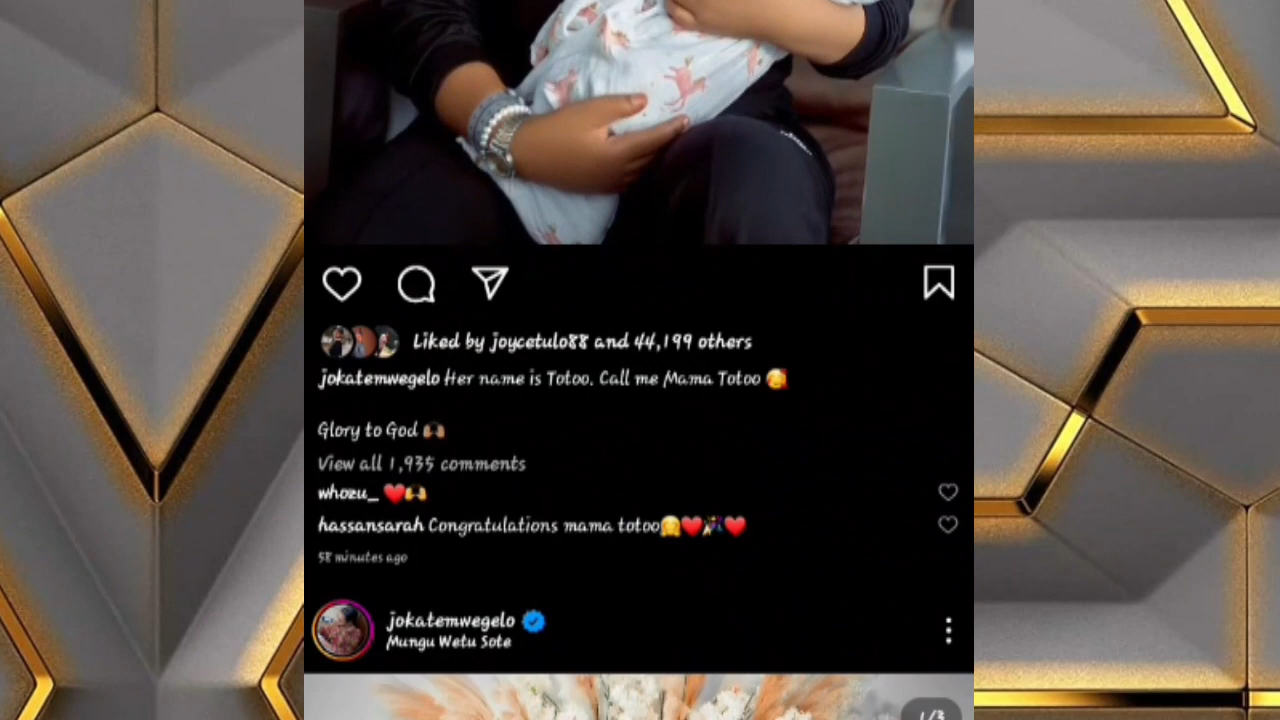 Liked by joycetulo88 and 44,199 others
jokatemwegelo Her name is Totoo. Call me Mama Totoo 🥰
Glory to God 🙌🏾
View all 1,935 comments
whozu_ ❤️🙌🏾
hassansarah Congratulations mama totoo🤗❤️🎉❤️
58 minutes ago
jokatemwegelo
Mungu Wetu Sote
1/3